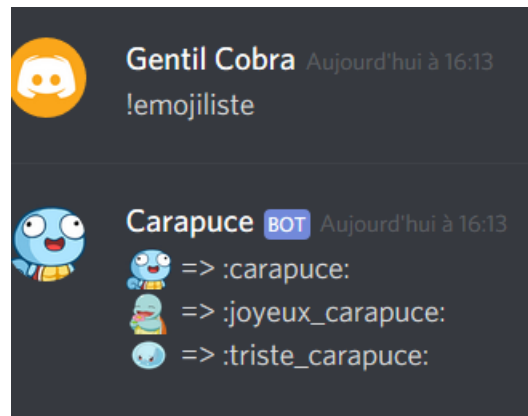 Gentil Cobra Aujourd'hui à 16:13
!emojiliste
Carapuce BOT Aujourd'hui à 16:13
=> :carapuce:
=> :joyeux_carapuce:
=> :triste_carapuce: